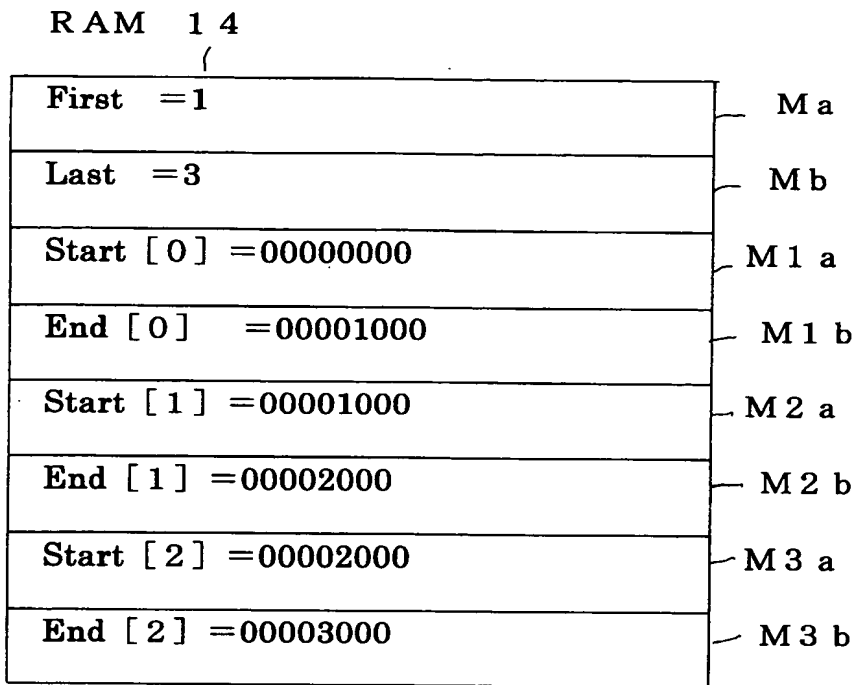 RAM 14
First =1 Ma
Last =3 Mb
Start [0] =00000000 M1a
End [0] =00001000 M1b
Start [1] =00001000 M2a
End [1] =00002000 M2b
Start [2] =00002000 M3a
End [2] =00003000 M3b